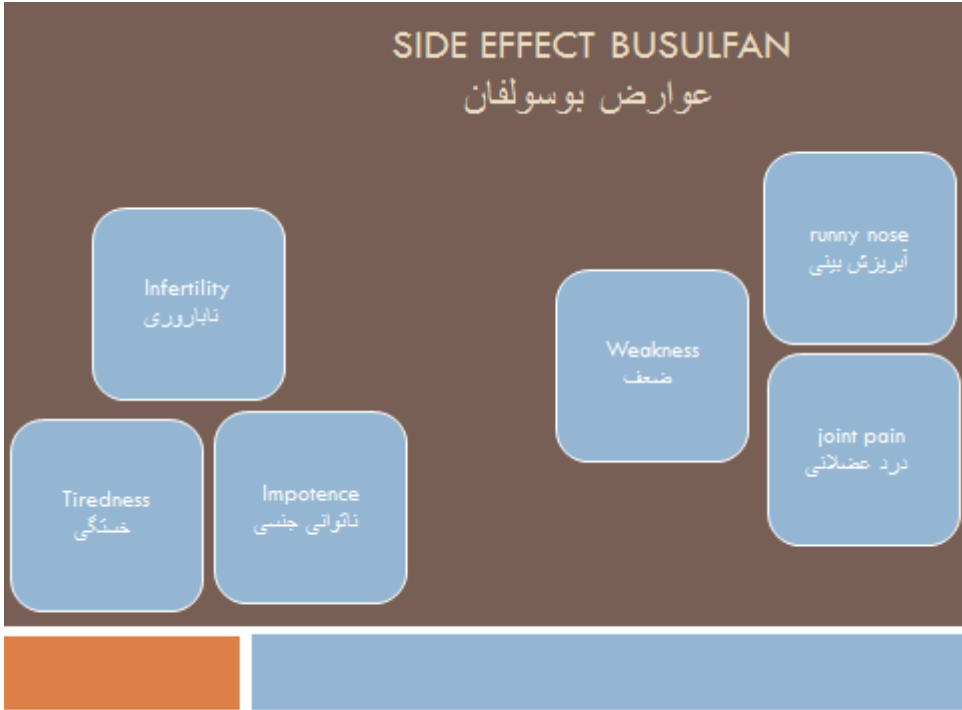 SIDE EFFECT BUSULFAN
عوارض بوسولفان
Infertility
ناباروری
Tiredness
خستگی
Impotence
ناتوانی جنسی
Weakness
ضعف
runny nose
آبریزش بینی
joint pain
درد عضلانی